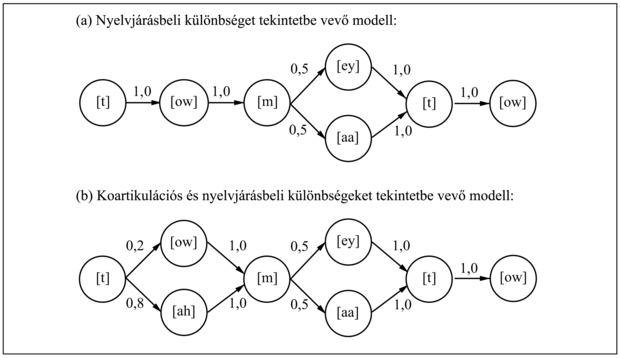 (a) Nyelvjárásbeli különbséget tekintetbe vevő modell:
[ey]
0,5 1,0
1,0 1,0 1,0
[t] [ow] [m] [t] [ow]
0,5 1,0
[aa]
(b) Koartikulációs és nyelvjárásbeli különbségeket tekintetbe vevő modell:
[ow] [ey]
0,2 1,0 0,5 1,0
1,0
[t] [m] [t] [ow]
0,8 1,0 0,5 1,0
[ah] [aa]